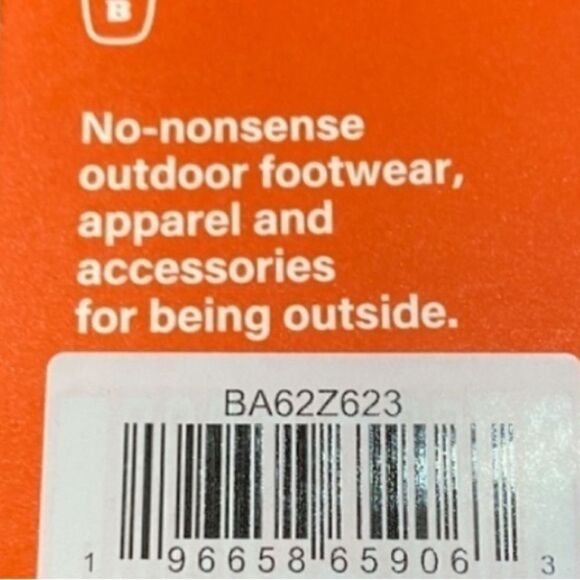 B
No-nonsense
outdoor footwear,
apparel and
accessories
for being outside.
BA62Z623
1 96658 65906 3